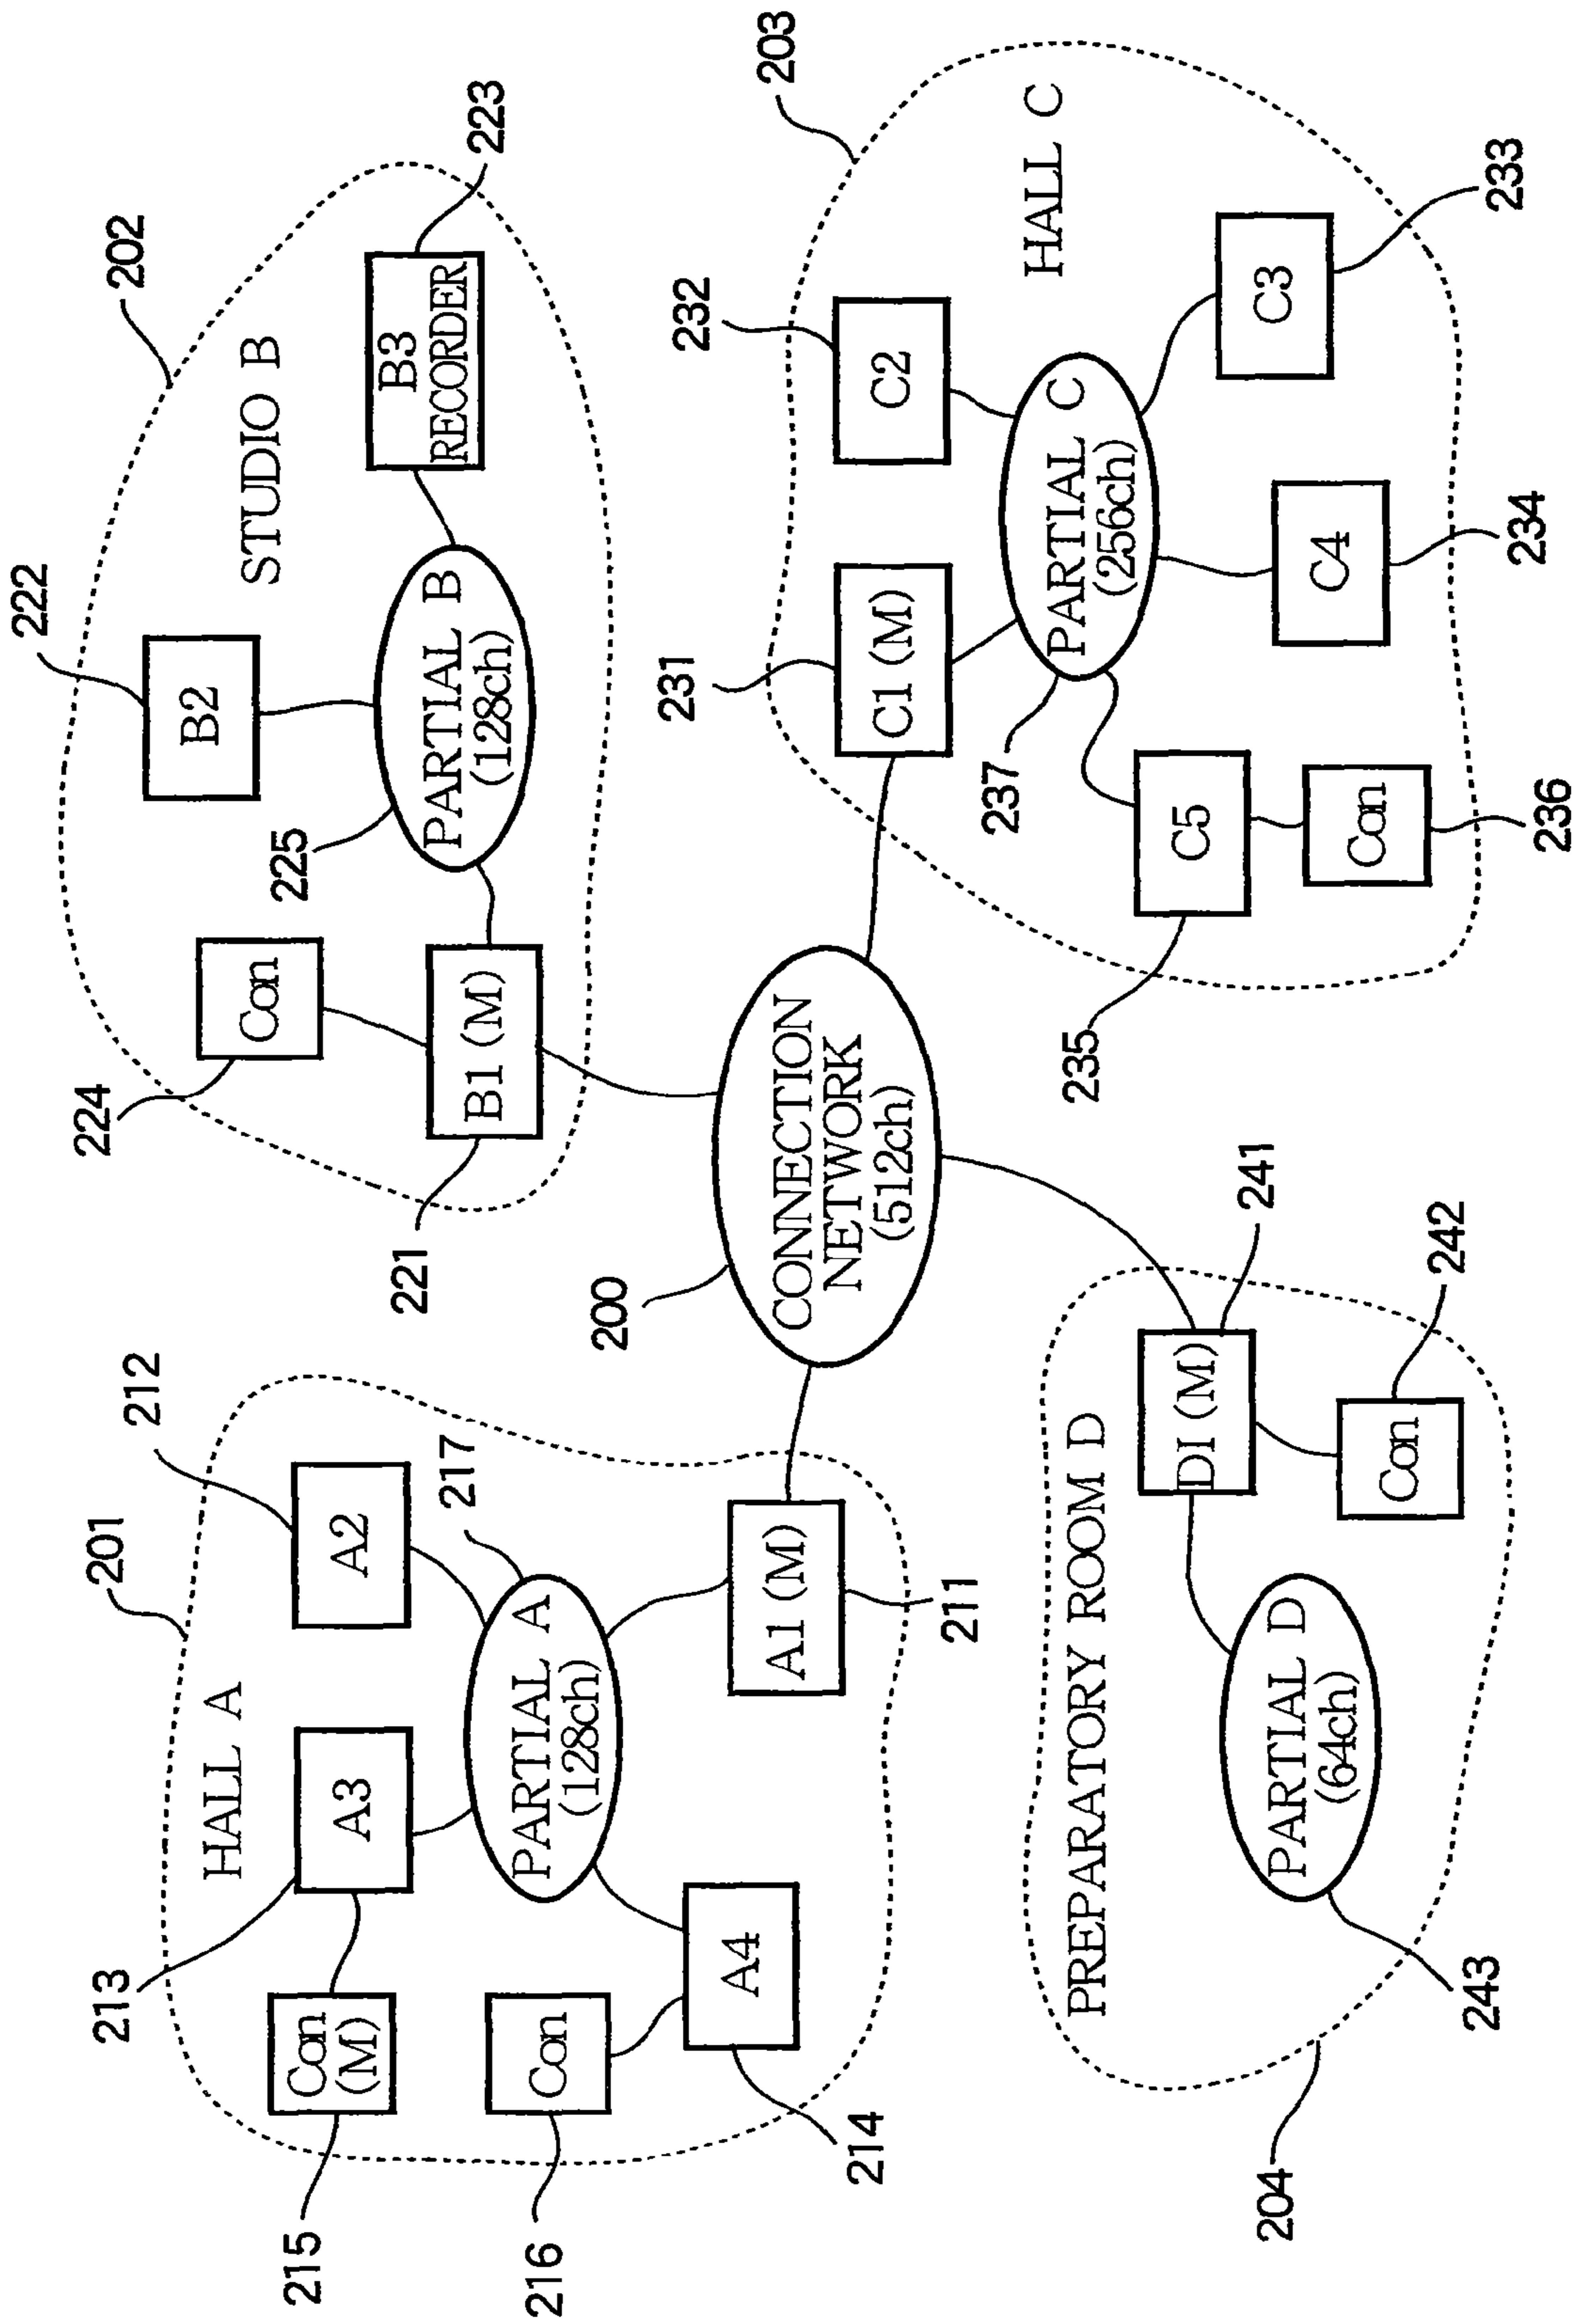 201
HALL A
212
A2
213
A3
217
215
Con
(M)
PARTIAL A
(128ch)
216
Con
A4
214
A1 (M)
211
202
STUDIO B
222
B2
223
B3
RECORDER
224
Con
225
PARTIAL B
(128ch)
B1 (M)
221
200
CONNECTION
NETWORK
(512ch)
204
PREPARATORY ROOM D
DI (M)
241
242
Con
PARTIAL D
(64ch)
243
203
HALL C
232
C2
231
C1 (M)
237
PARTIAL C
(256ch)
C3
233
C4
234
C5
235
Con
236